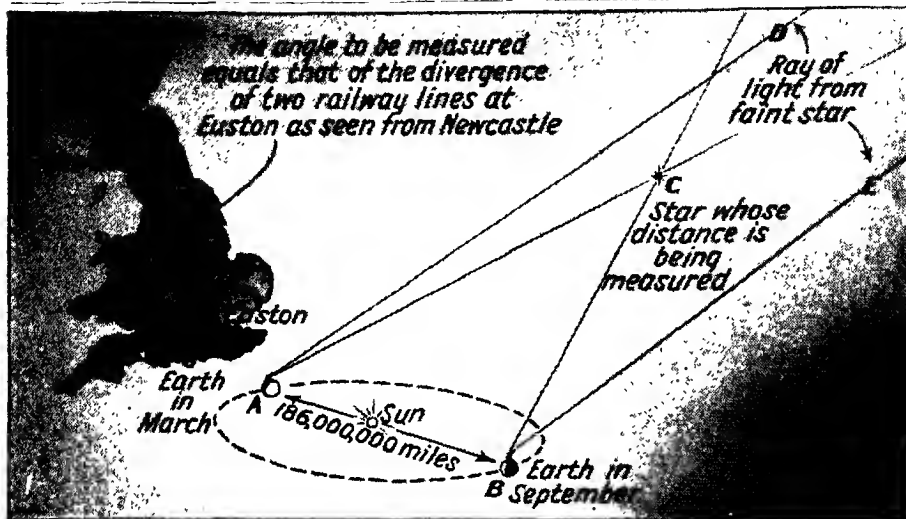 The angle to be measured
equals that of the divergence
of two railway lines at
Euston as seen from Newcastle
D
Ray of
light from
faint star
C
E
Star whose
distance is
being
measured
Euston
Earth
in
March
A
Sun
186,000,000 miles
B
Earth in
September